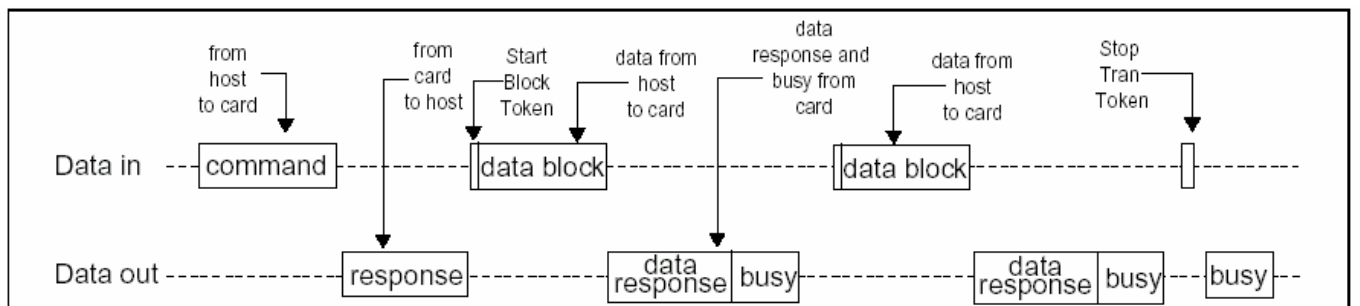 from
host
to card
from
card
to host
Start
Block
Token
data from
host
to card
data
response and
busy from
card
data from
host
to card
Stop
Tran
Token
Data in
command
data block
data block
Data out
response
data
response
busy
data
response
busy
busy